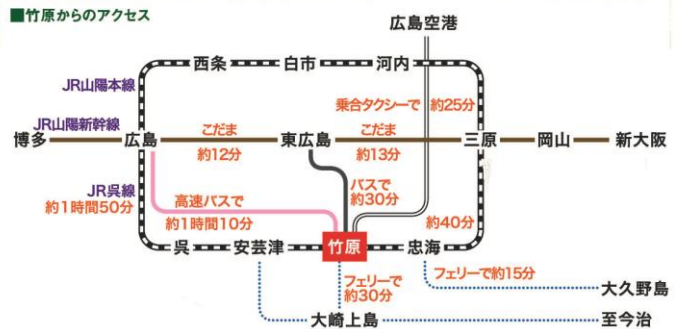 ■竹原からのアクセス
広島空港
西条
白市
河内
JR山陽本線
乗合タクシーで 約25分
JR山陽新幹線
博多
広島
こだま
約12分
東広島
こだま
約13分
三原
岡山
新大阪
JR呉線
約1時間50分
高速バスで
約1時間10分
バスで
約30分
約40分
呉
安芸津
竹原
忠海
フェリーで
約30分
フェリーで約15分
大久野島
大崎上島
至今治